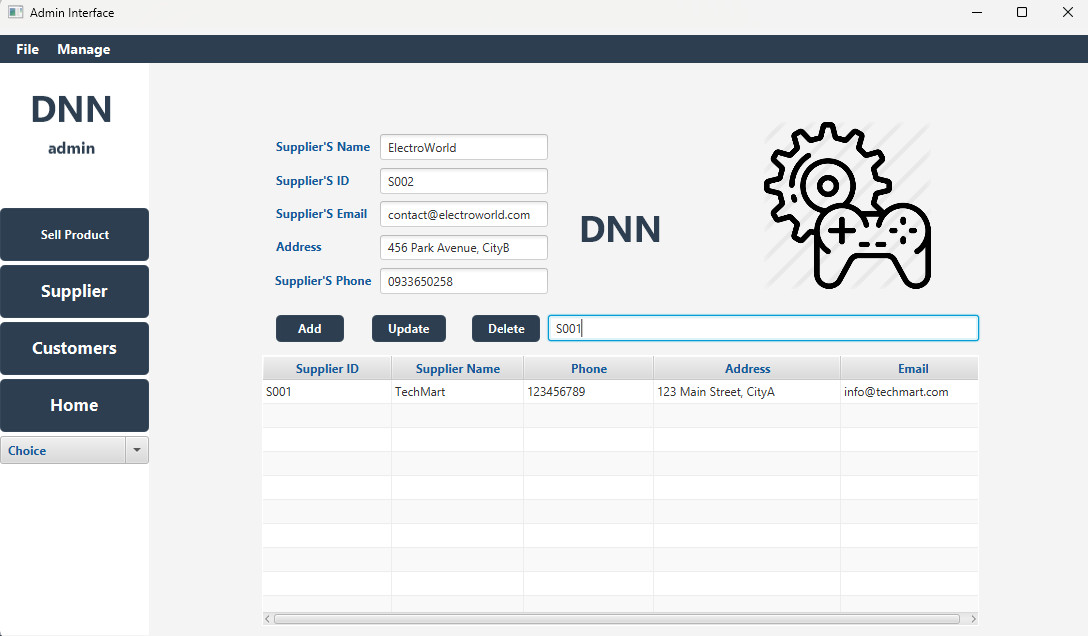 Admin Interface
File Manage
DNN
admin
Sell Product
Supplier
Customers
Home
Choice
Supplier'S Name ElectroWorld
Supplier'S ID S002
Supplier'S Email contact@electroworld.com
Address 456 Park Avenue, CityB
Supplier'S Phone 0933650258
DNN
Add Update Delete S001
Supplier ID Supplier Name Phone Address Email
S001 TechMart 123456789 123 Main Street, CityA info@techmart.com